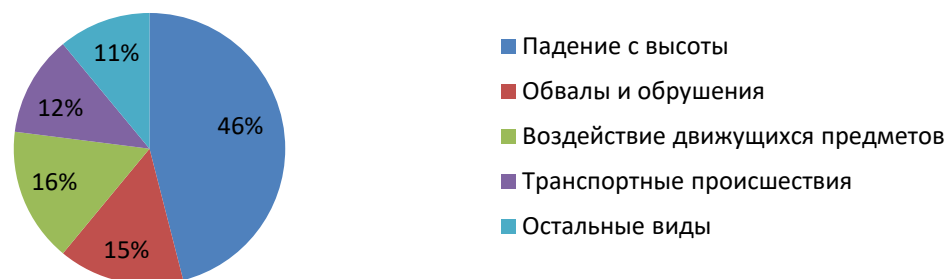 11%
46%
12%
16%
15%
Падение с высоты
Обвалы и обрушения
Воздействие движущихся предметов
Транспортные происшествия
Остальные виды